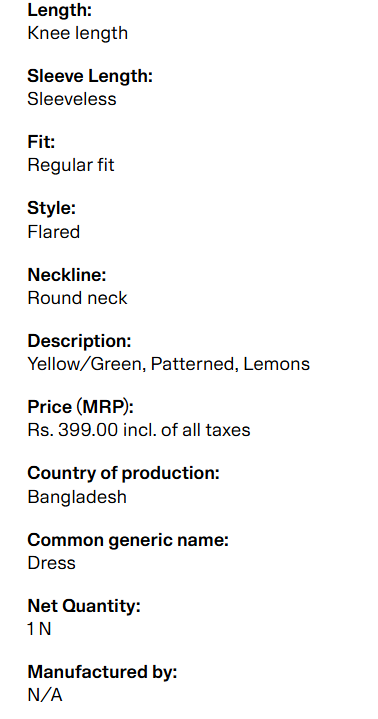 Length:
Knee length
Sleeve Length:
Sleeveless
Fit:
Regular fit
Style:
Flared
Neckline:
Round neck
Description:
Yellow/Green, Patterned, Lemons
Price (MRP):
Rs. 399.00 incl. of all taxes
Country of production:
Bangladesh
Common generic name:
Dress
Net Quantity:
1 N
Manufactured by:
N/A